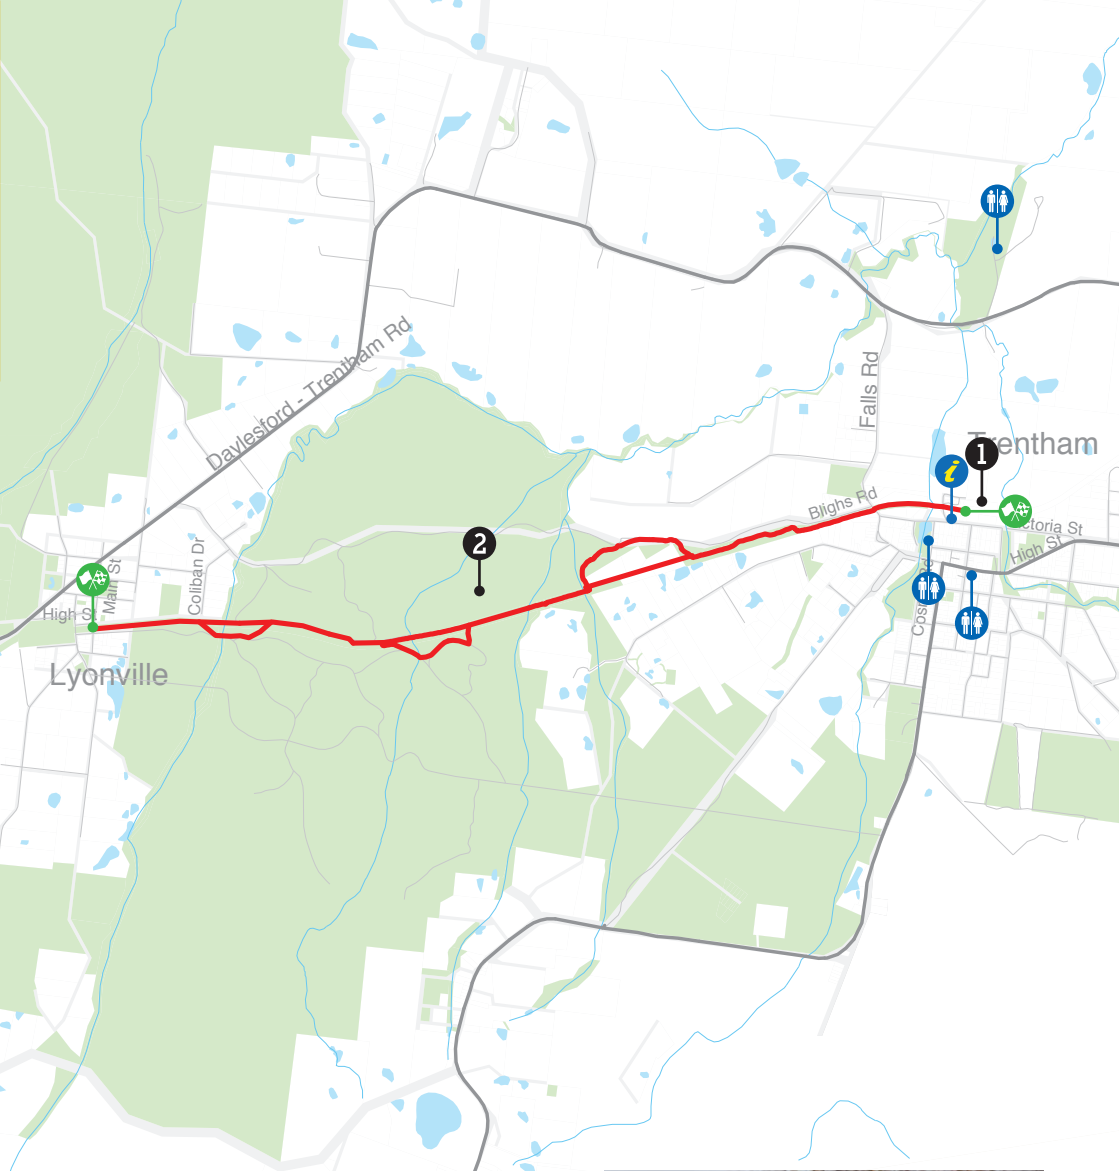 Daylesford - Trentham Rd
Falls Rd
Trentham
1
i
Blighs Rd
ctoria St
High St
2
Coliban Dr
Main St
High St
Lyonville